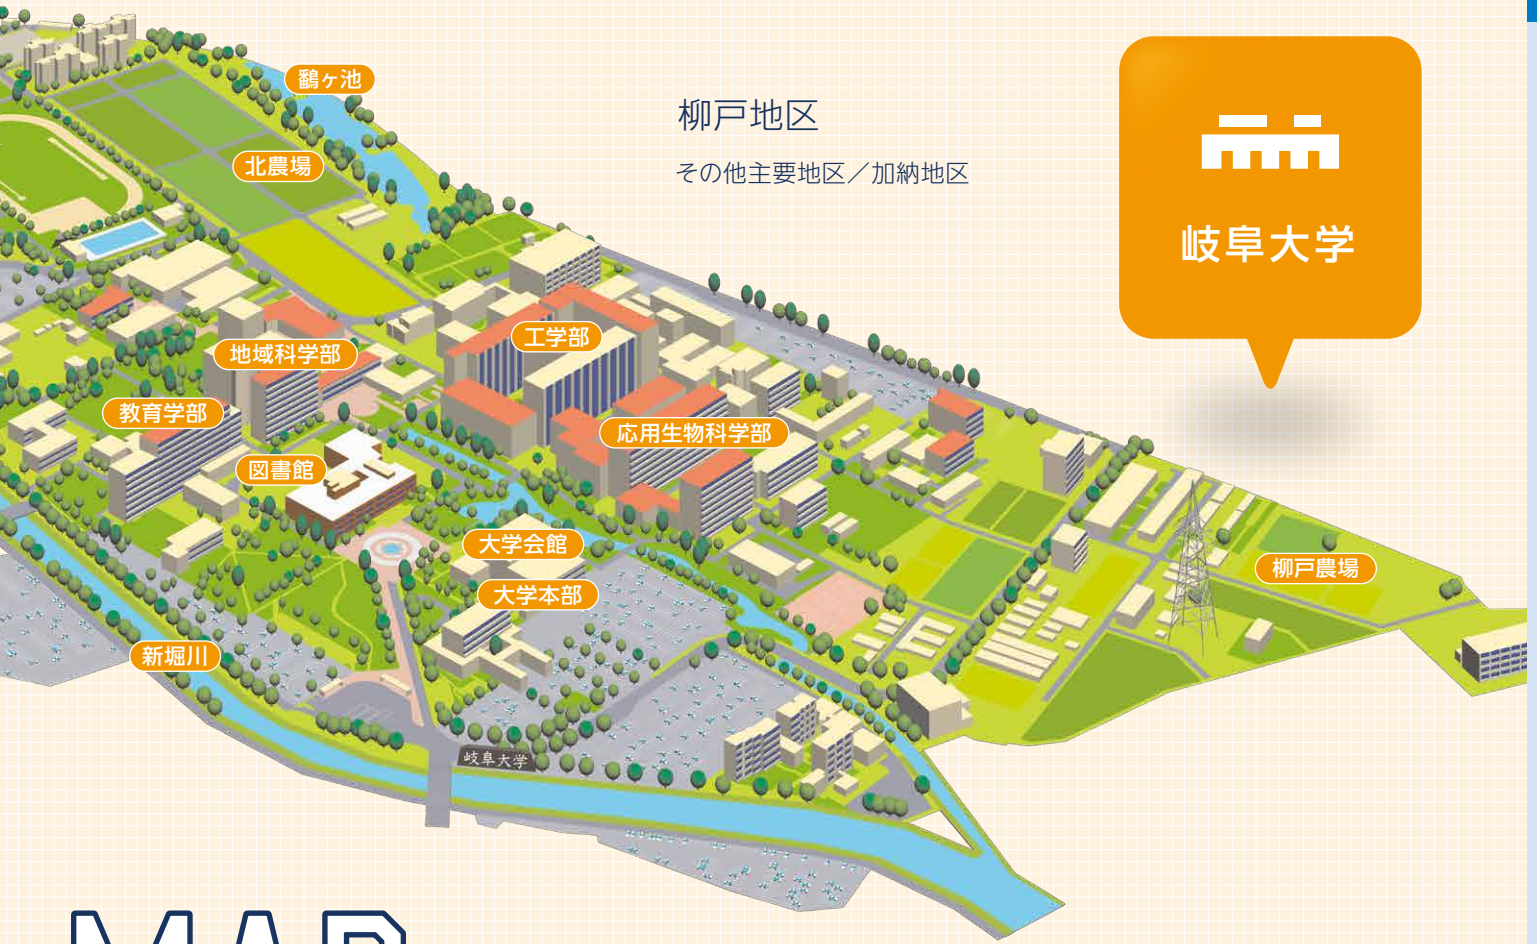 鶴ヶ池
柳戸地区
北農場
その他主要地区／加納地区
岐阜大学
工学部
地域科学部
教育学部
応用生物科学部
図書館
大学会館
柳戸農場
大学本部
新堀川
岐阜大学
MAP